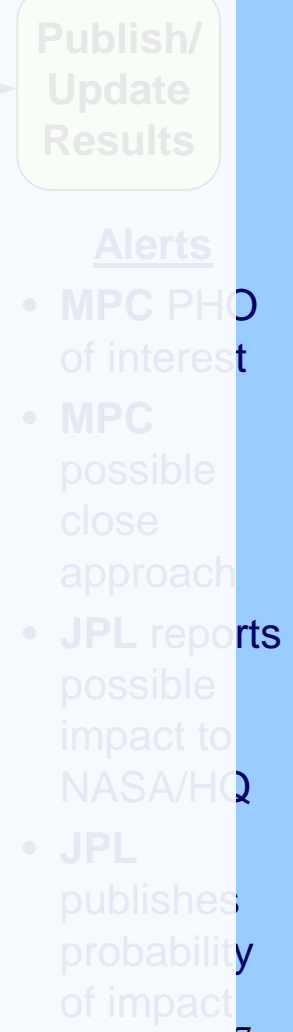 Publish/
Update
Results
Alerts
• MPC PHO
of interest
• MPC
possible
close
approach
• JPL reports
possible
impact to
NASA/HQ
• JPL
publishes
probability
of impact